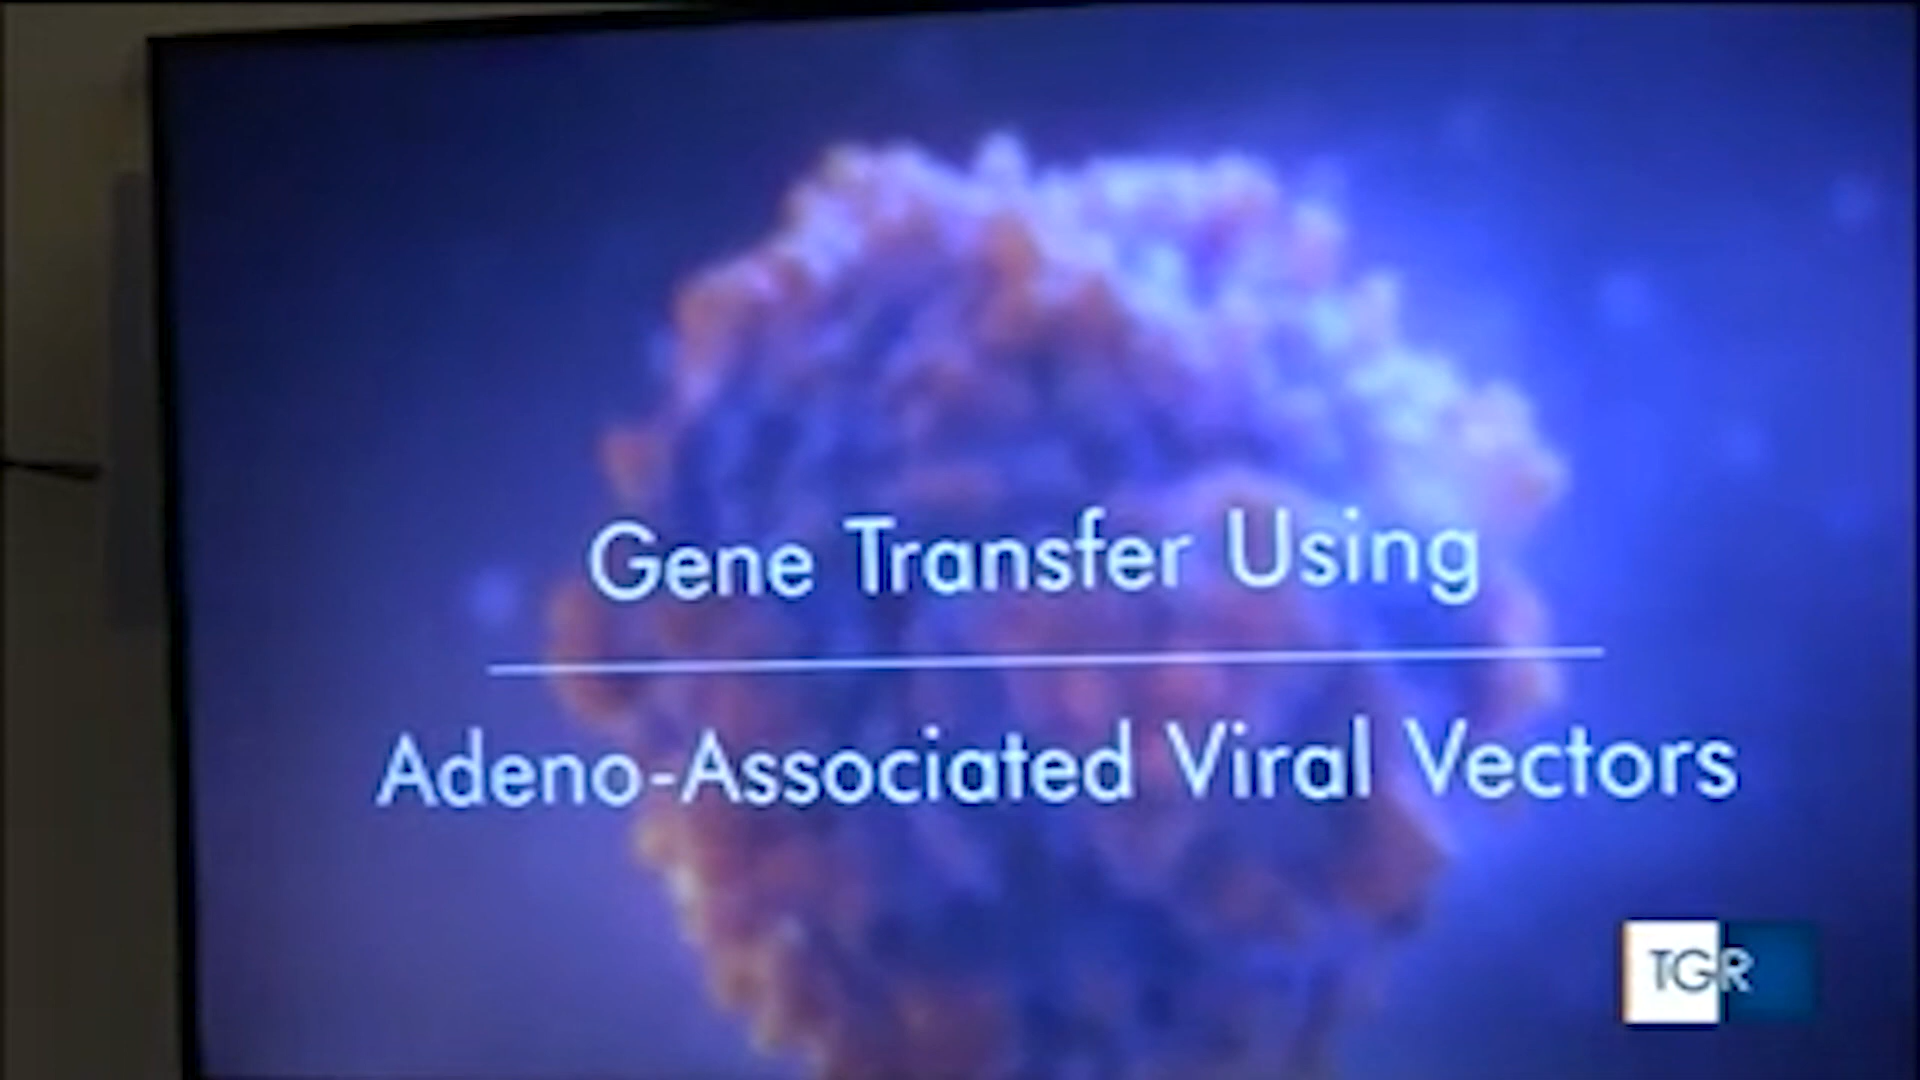 Gene Transfer Using
Adeno-Associated Viral Vectors
TGR